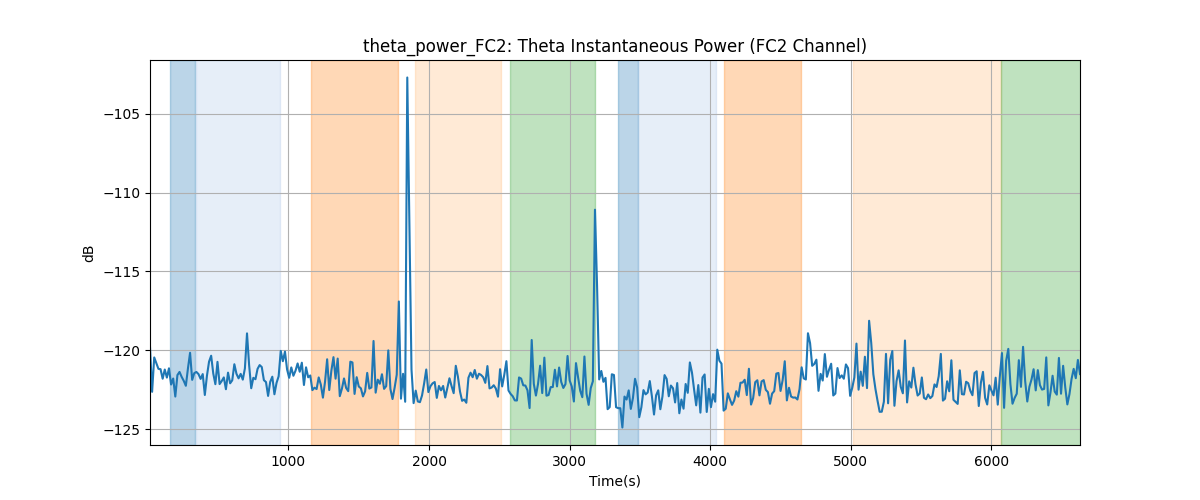 theta_power_FC2: Theta Instantaneous Power (FC2 Channel)
dB
−105
−110
−115
−120
−125
1000 2000 3000 4000 5000 6000
Time(s)